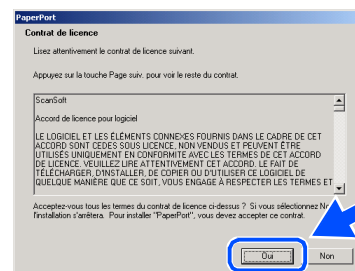 PaperPort
Contrat de licence
Lisez attentivement le contrat de licence suivant.
Appuyez sur la touche Page suiv. pour voir le reste du contrat.
ScanSoft
Accord de licence pour logiciel
LE LOGICIEL ET LES ÉLÉMENTS CONNEXES FOURNIS DANS LE CADRE DE CET
ACCORD SONT CEDES SOUS LICENCE, NON VENDUS ET PEUVENT ÊTRE
UTILISÉS UNIQUEMENT EN CONFORMITE AVEC LES TERMES DE CET ACCORD
DE LICENCE. VEUILLEZ LIRE ATTENTIVEMENT CET ACCORD. LE FAIT DE
TÉLÉCHARGER, D'INSTALLER, DE COPIER OU D'UTILISER CE LOGICIEL DE
QUELQUE MANIÈRE QUE CE SOIT, VOUS ENGAGE À RESPECTER LES TERMES ET
Acceptez-vous tous les termes du contrat de licence ci-dessus ? Si vous sélectionnez
l'installation s'arrêtera. Pour installer "PaperPort", vous devez accepter ce contrat.
Oui
Non